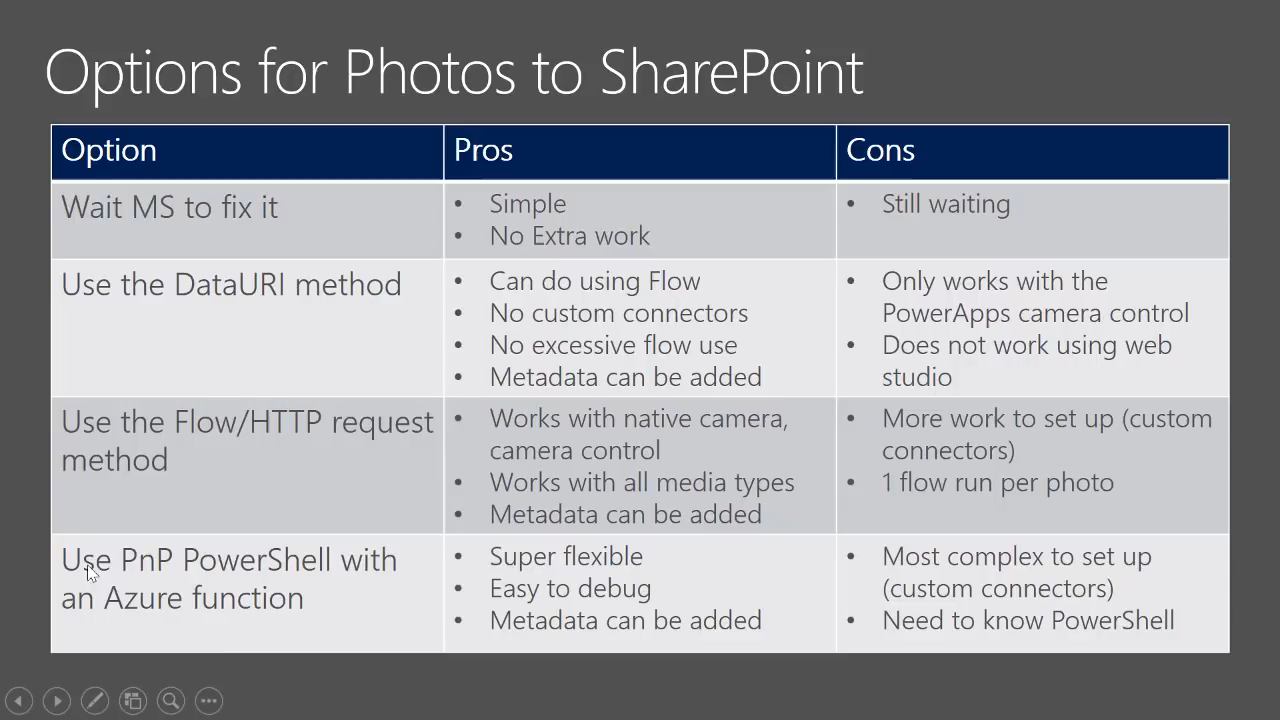 Options for Photos to SharePoint
Option
Pros
Cons
Wait MS to fix it
• Simple
• No Extra work
• Still waiting
Use the DataURI method
• Can do using Flow
• No custom connectors
• No excessive flow use
• Metadata can be added
• Only works with the
PowerApps camera control
• Does not work using web
studio
Use the Flow/HTTP request
method
• Works with native camera,
camera control
• Works with all media types
• Metadata can be added
• More work to set up (custom
connectors)
• 1 flow run per photo
Use PnP PowerShell with
an Azure function
• Super flexible
• Easy to debug
• Metadata can be added
• Most complex to set up
(custom connectors)
• Need to know PowerShell